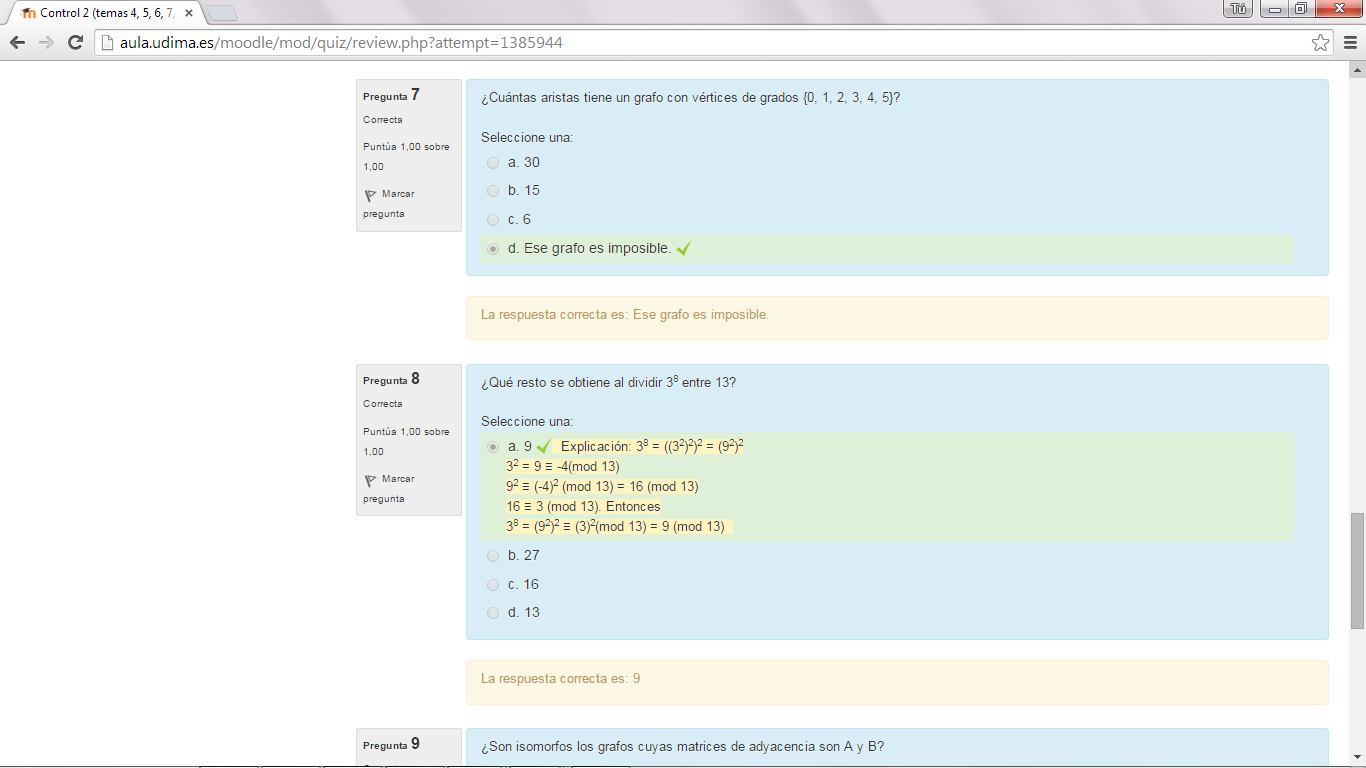 Control 2 (temas 4, 5, 6, 7,
Tú
aula.udima.es/moodle/mod/quiz/review.php?attempt=1385944
Pregunta 7
Correcta
Puntúa 1,00 sobre
1,00
Marcar
pregunta
¿Cuántas aristas tiene un grafo con vértices de grados {0, 1, 2, 3, 4, 5}?
Seleccione una:
a. 30
b. 15
c. 6
d. Ese grafo es imposible.
La respuesta correcta es: Ese grafo es imposible.
Pregunta 8
Correcta
Puntúa 1,00 sobre
1,00
Marcar
pregunta
¿Qué resto se obtiene al dividir 3⁸ entre 13?
Seleccione una:
a. 9 Explicación: 3⁸ = ((3²)²)² = (9²)²
3² = 9 ≡ -4(mod 13)
9² ≡ (-4)² (mod 13) = 16 (mod 13)
16 ≡ 3 (mod 13). Entonces
3⁸ = (9²)² ≡ (3)²(mod 13) = 9 (mod 13)
b. 27
c. 16
d. 13
La respuesta correcta es: 9
Pregunta 9
¿Son isomorfos los grafos cuyas matrices de adyacencia son A y B?